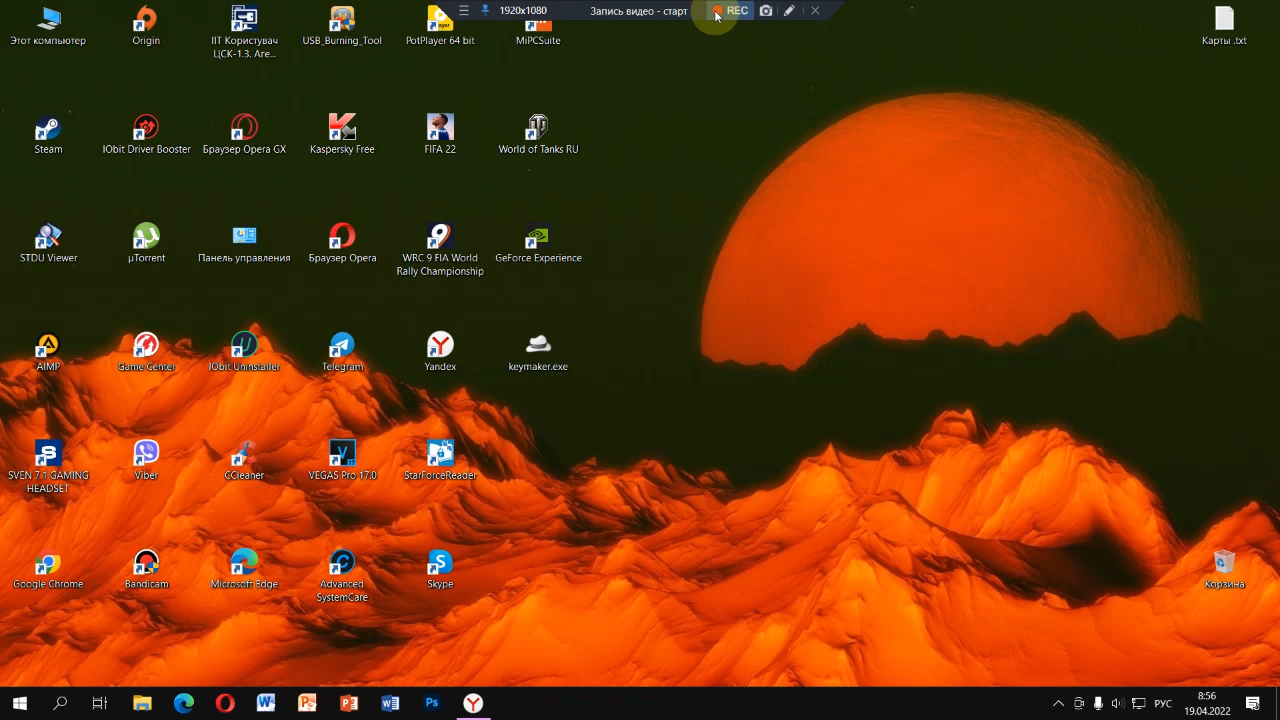 1920x1080
Запись видео - старт
REC
Этот компьютер
Origin
IIT Користувач
ЦСК-1.3. Are...
USB_Burning_Tool
PotPlayer 64 bit
MiPCSuite
Карты .txt
Steam
IObit Driver Booster
Браузер Opera GX
Kaspersky Free
FIFA 22
World of Tanks RU
STDU Viewer
µTorrent
Панель управления
Браузер Opera
WRC 9 FIA World
Rally Championship
GeForce Experience
AIMP
Game Center
IObit Uninstaller
Telegram
Yandex
keymaker.exe
SVEN 7.1 GAMING
HEADSET
Viber
CCleaner
VEGAS Pro 17.0
StarForceReader
Google Chrome
Bandicam
Microsoft Edge
Advanced
SystemCare
Skype
Корзина
РУС
8:56
19.04.2022